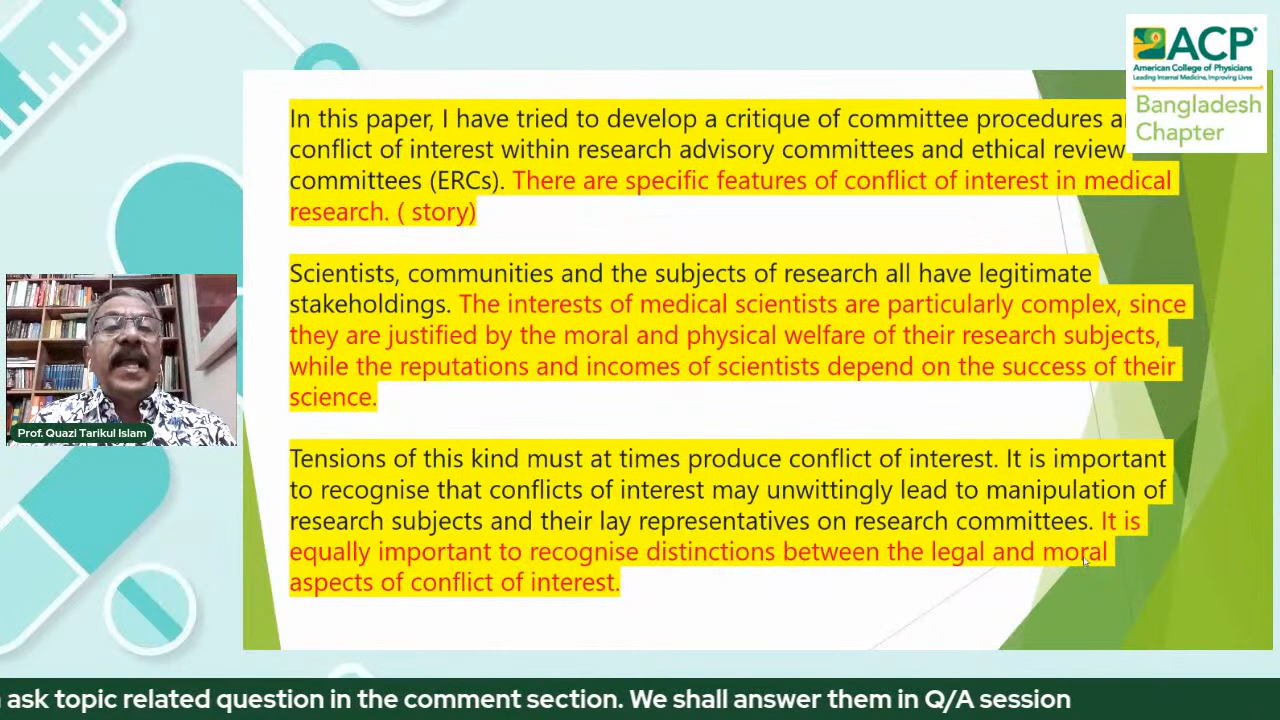 ACP
American College of Physicians
Leading Internal Medicine, Improving Lives
Bangladesh
Chapter
In this paper, I have tried to develop a critique of committee procedures
conflict of interest within research advisory committees and ethical review
committees (ERCs). There are specific features of conflict of interest in medical
research. ( story)
Scientists, communities and the subjects of research all have legitimate
stakeholdings. The interests of medical scientists are particularly complex, since
they are justified by the moral and physical welfare of their research subjects,
while the reputations and incomes of scientists depend on the success of their
science.
Tensions of this kind must at times produce conflict of interest. It is important
to recognise that conflicts of interest may unwittingly lead to manipulation of
research subjects and their lay representatives on research committees. It is
equally important to recognise distinctions between the legal and moral
aspects of conflict of interest.
Prof. Quazi Tarikul Islam
ask topic related question in the comment section. We shall answer them in Q/A session